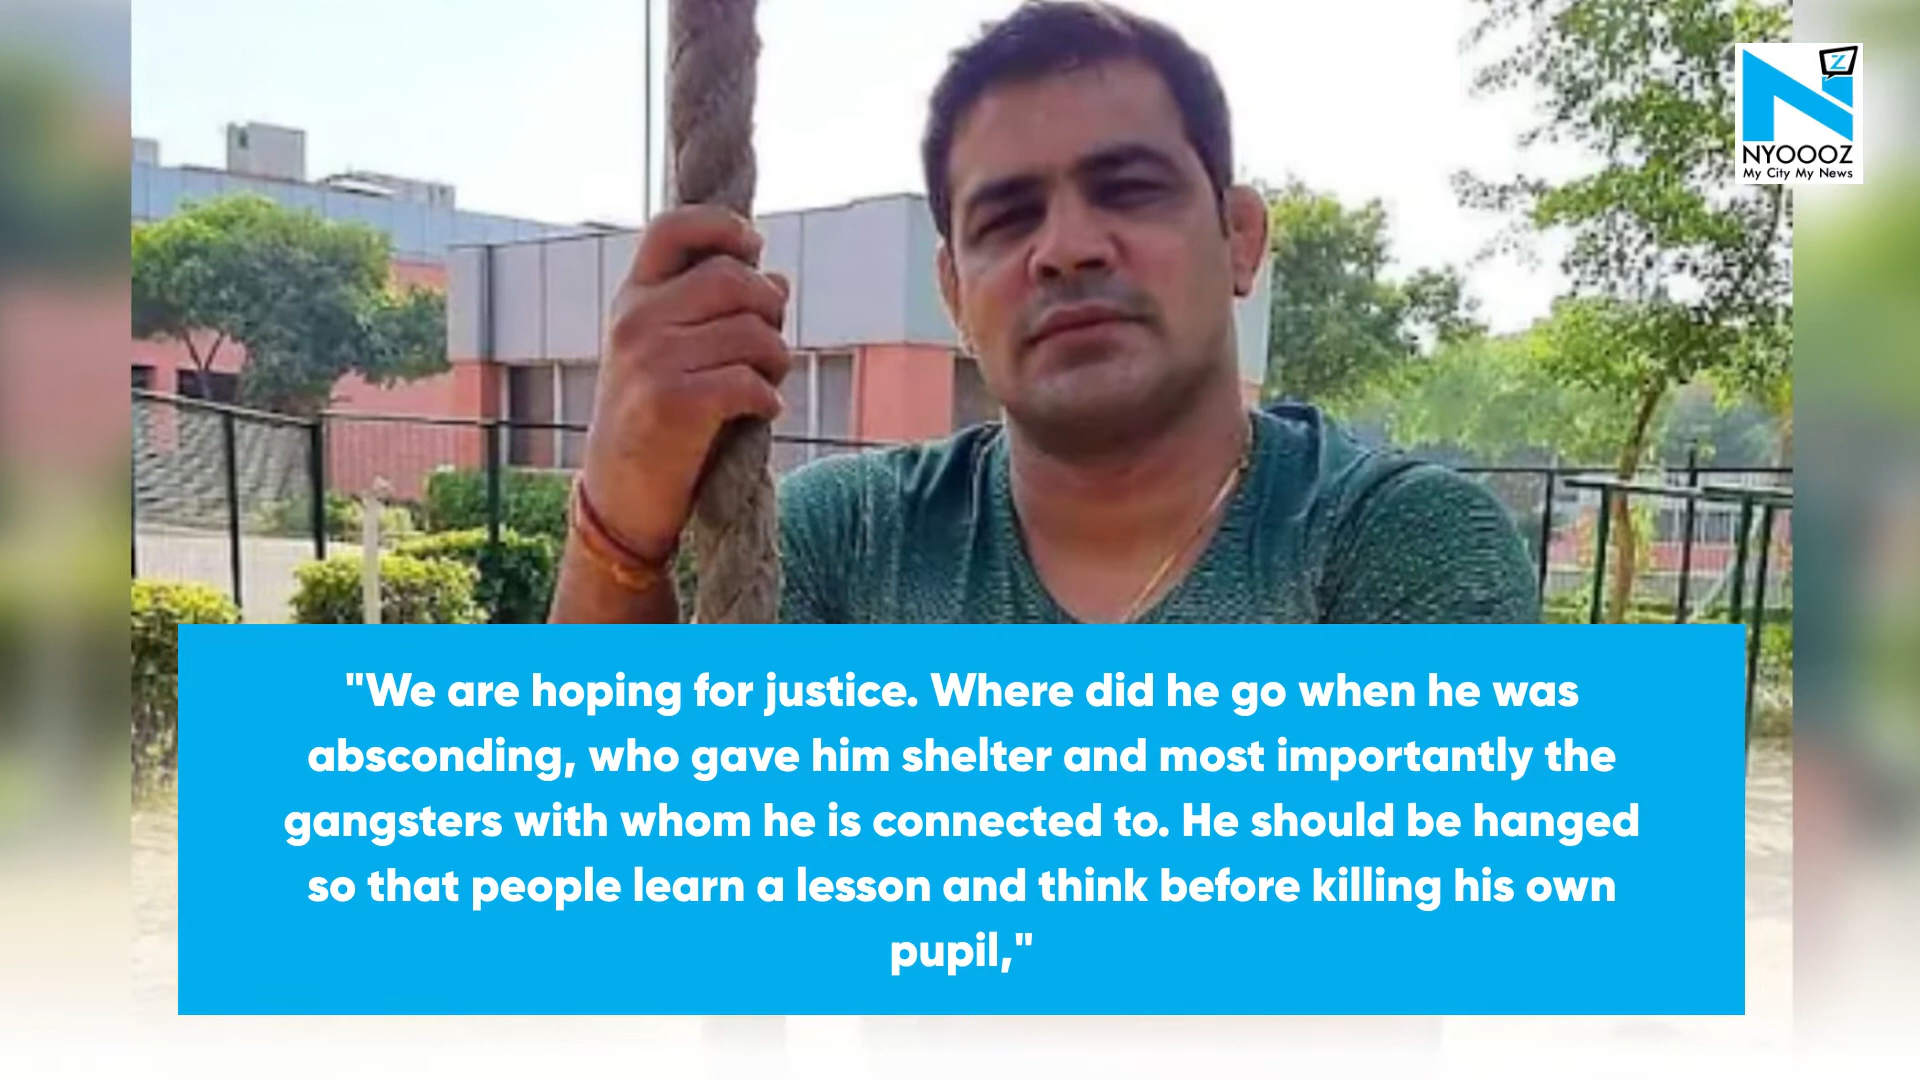 Z
NYOOOZ
My City My News
"We are hoping for justice. Where did he go when he was
absconding, who gave him shelter and most importantly the
gangsters with whom he is connected to. He should be hanged
so that people learn a lesson and think before killing his own
pupil,"